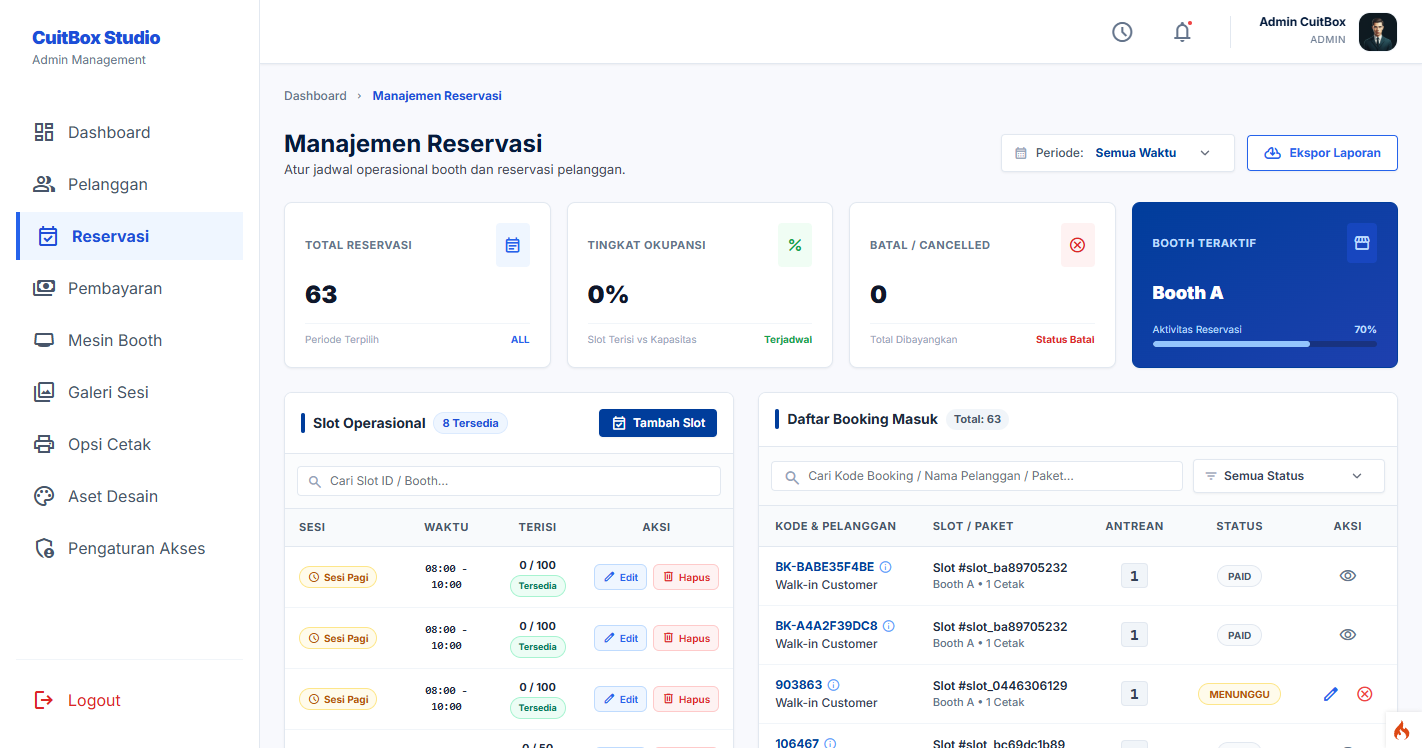 CuitBox Studio
Admin Management
Dashboard
Pelanggan
Reservasi
Pembayaran
Mesin Booth
Galeri Sesi
Opsi Cetak
Aset Desain
Pengaturan Akses
Logout
Admin CuitBox
ADMIN
Dashboard › Manajemen Reservasi
Manajemen Reservasi
Atur jadwal operasional booth dan reservasi pelanggan.
Periode: Semua Waktu
Ekspor Laporan
TOTAL RESERVASI
63
Periode Terpilih ALL
TINGKAT OKUPANSI
%
0%
Slot Terisi vs Kapasitas Terjadwal
BATAL / CANCELLED
0
Total Dibayangkan Status Batal
BOOTH TERAKTIF
Booth A
Aktivitas Reservasi 70%
Slot Operasional 8 Tersedia Tambah Slot
Cari Slot ID / Booth...
SESI WAKTU TERISI AKSI
Sesi Pagi 08:00 - 10:00 0 / 100 Tersedia Edit Hapus
Sesi Pagi 08:00 - 10:00 0 / 100 Tersedia Edit Hapus
Sesi Pagi 08:00 - 10:00 0 / 100 Tersedia Edit Hapus
0 / 50
Daftar Booking Masuk Total: 63
Cari Kode Booking / Nama Pelanggan / Paket... Semua Status
KODE & PELANGGAN SLOT / PAKET ANTREAN STATUS AKSI
BK-BABE35F4BE Slot #slot_ba89705232 1 PAID
Walk-in Customer Booth A • 1 Cetak
BK-A4A2F39DC8 Slot #slot_ba89705232 1 PAID
Walk-in Customer Booth A • 1 Cetak
903863 Slot #slot_0446306129 1 MENUNGGU
Walk-in Customer Booth A • 1 Cetak
106467 Slot #slot_bc69dc1b89